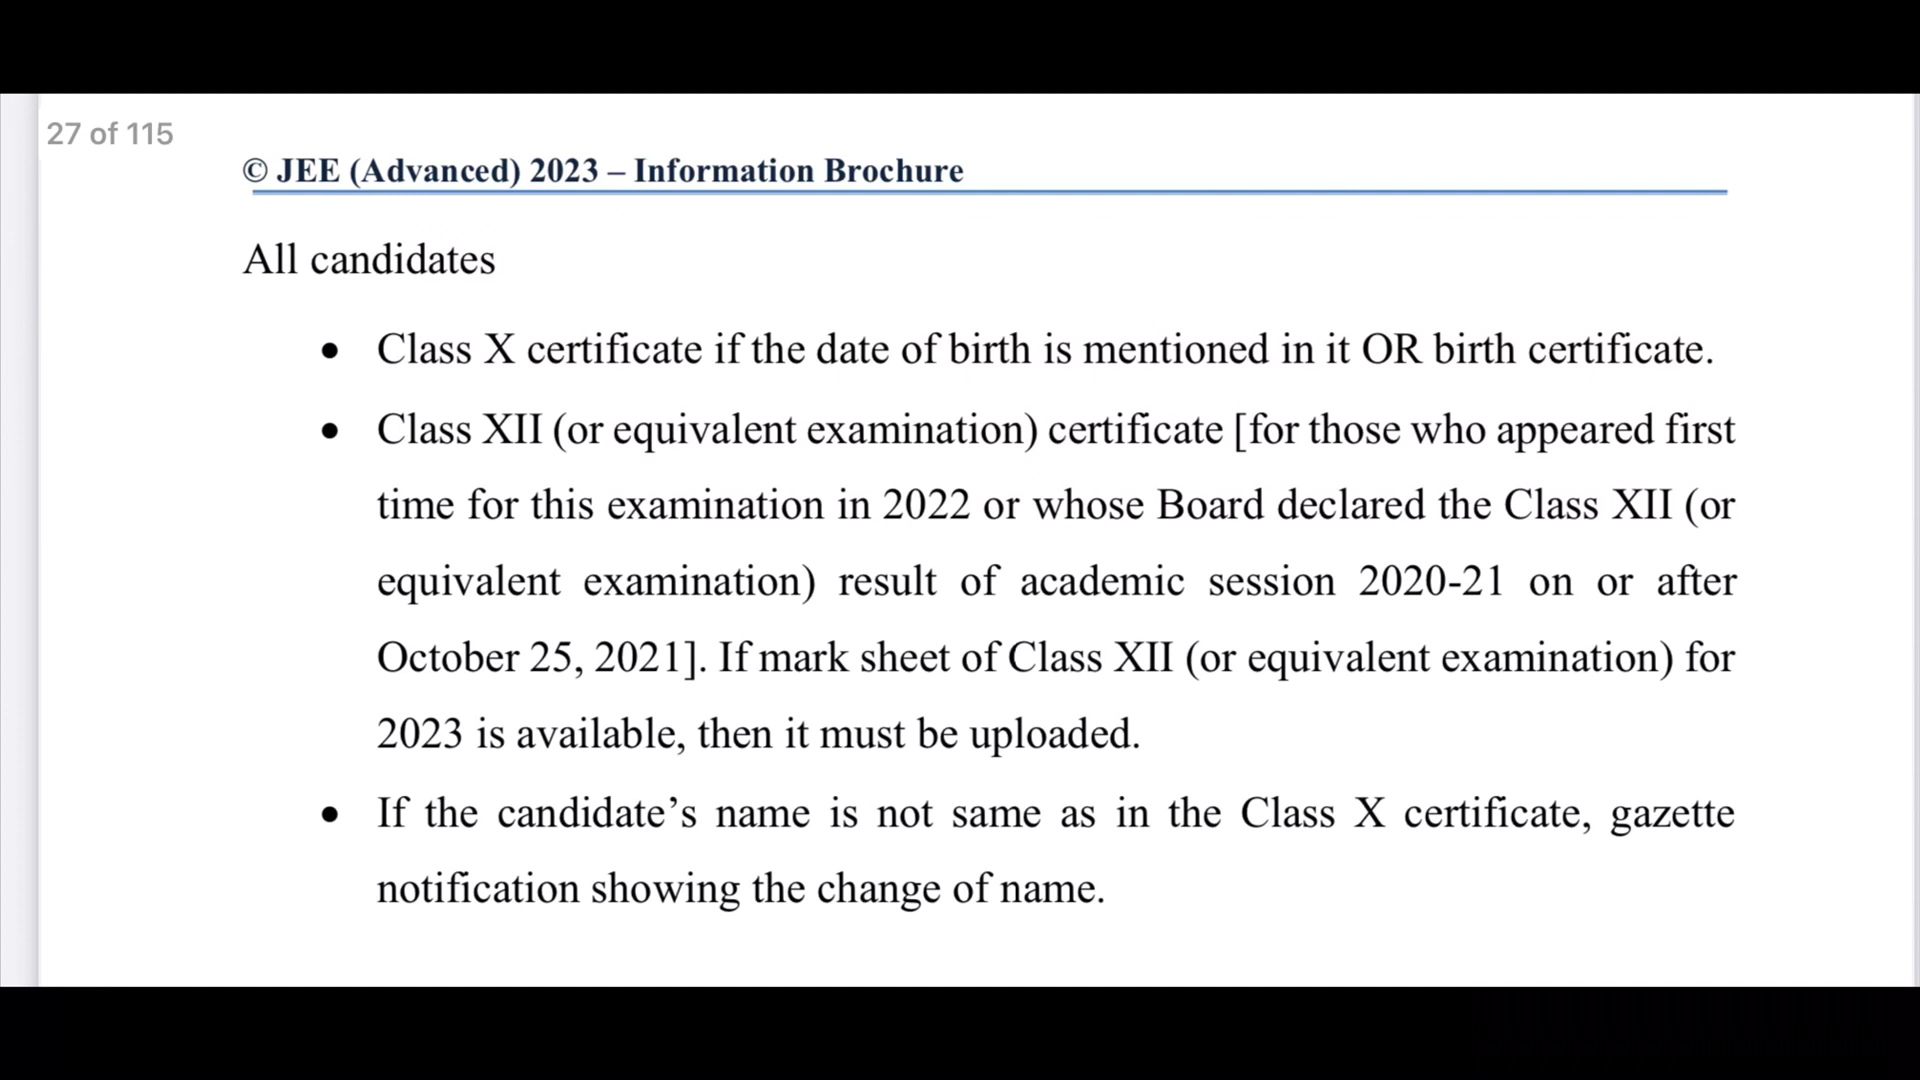 27 of 115
© JEE (Advanced) 2023 – Information Brochure
All candidates
• Class X certificate if the date of birth is mentioned in it OR birth certificate.
• Class XII (or equivalent examination) certificate [for those who appeared first
time for this examination in 2022 or whose Board declared the Class XII (or
equivalent examination) result of academic session 2020-21 on or after
October 25, 2021]. If mark sheet of Class XII (or equivalent examination) for
2023 is available, then it must be uploaded.
• If the candidate’s name is not same as in the Class X certificate, gazette
notification showing the change of name.